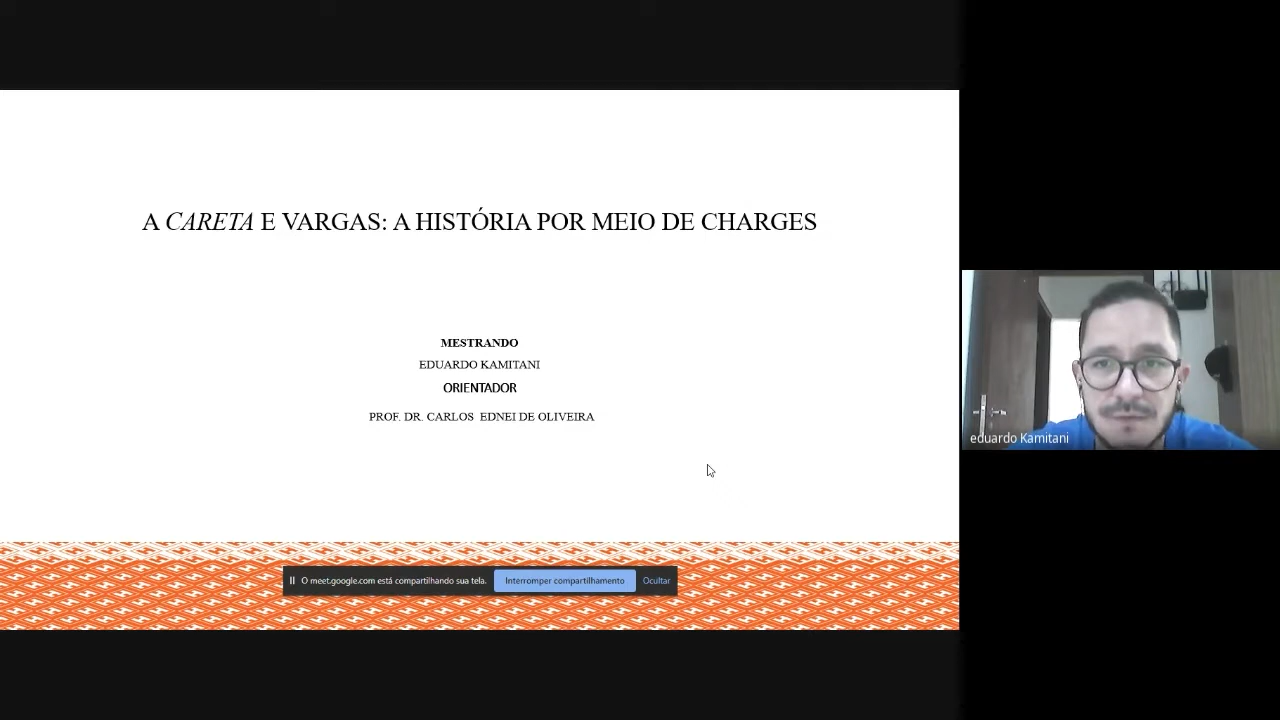 A CARETA E VARGAS: A HISTÓRIA POR MEIO DE CHARGES
MESTRANDO
EDUARDO KAMITANI
ORIENTADOR
PROF. DR. CARLOS EDNEI DE OLIVEIRA
O meet.google.com está compartilhando sua tela.
Interromper compartilhamento
Ocultar
eduardo Kamitani